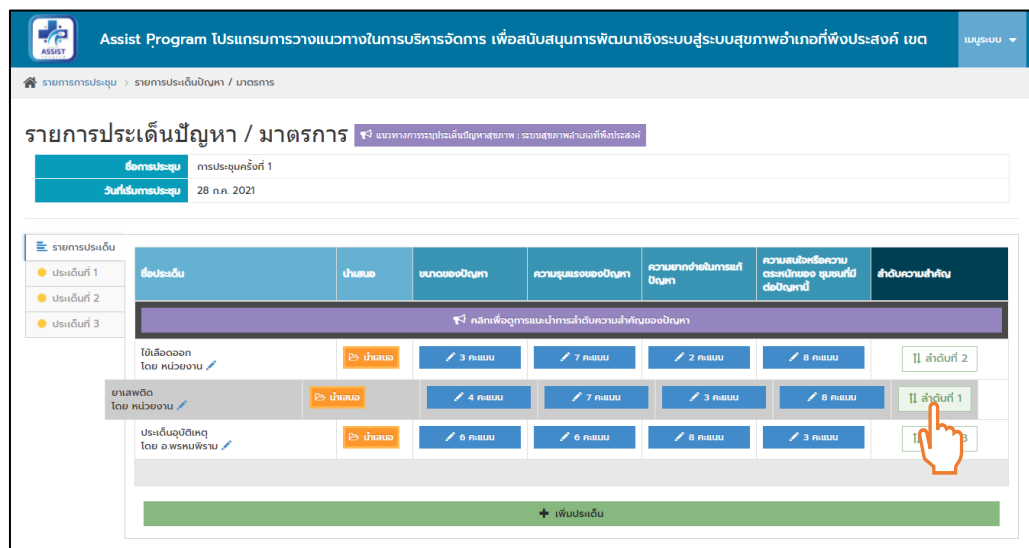 ASSIST
Assist Program โปรแกรมการวางแนวทางในการบริหารจัดการ เพื่อสนับสนุนการพัฒนาเชิงระบบสู่ระบบสุขภาพอำเภอที่พึงประสงค์ เขต
เมนูระบบ
รายการการประชุม > รายการประเด็นปัญหา / มาตรการ
รายการประเด็นปัญหา / มาตรการ
แนวทางการระบุประเด็นปัญหาสุขภาพ : ระบบสุขภาพอำเภอที่พึงประสงค์
ชื่อการประชุม การประชุมครั้งที่ 1
วันที่เริ่มการประชุม 28 ก.ค. 2021
รายการประเด็น
ประเด็นที่ 1
ประเด็นที่ 2
ประเด็นที่ 3
ชื่อประเด็น
นำเสนอ
ขนาดของปัญหา
ความรุนแรงของปัญหา
ความยากง่ายในการแก้
ปัญหา
ความสนใจหรือความ
ตระหนักของ ชุมชนที่มี
ต่อปัญหานี้
ลำดับความสำคัญ
คลิกเพื่อดูการแนะนำการลำดับความสำคัญของปัญหา
ไข้เลือดออก
โดย หน่วยงาน
นำเสนอ 3 คะแนน 7 คะแนน 2 คะแนน 8 คะแนน ลำดับที่ 2
ยาเสพติด
โดย หน่วยงาน
นำเสนอ 4 คะแนน 7 คะแนน 3 คะแนน 8 คะแนน ลำดับที่ 1
ประเด็นอุบัติเหตุ
โดย อ.พรหมพิราม
นำเสนอ 6 คะแนน 6 คะแนน 8 คะแนน 3 คะแนน 3
เพิ่มประเด็น